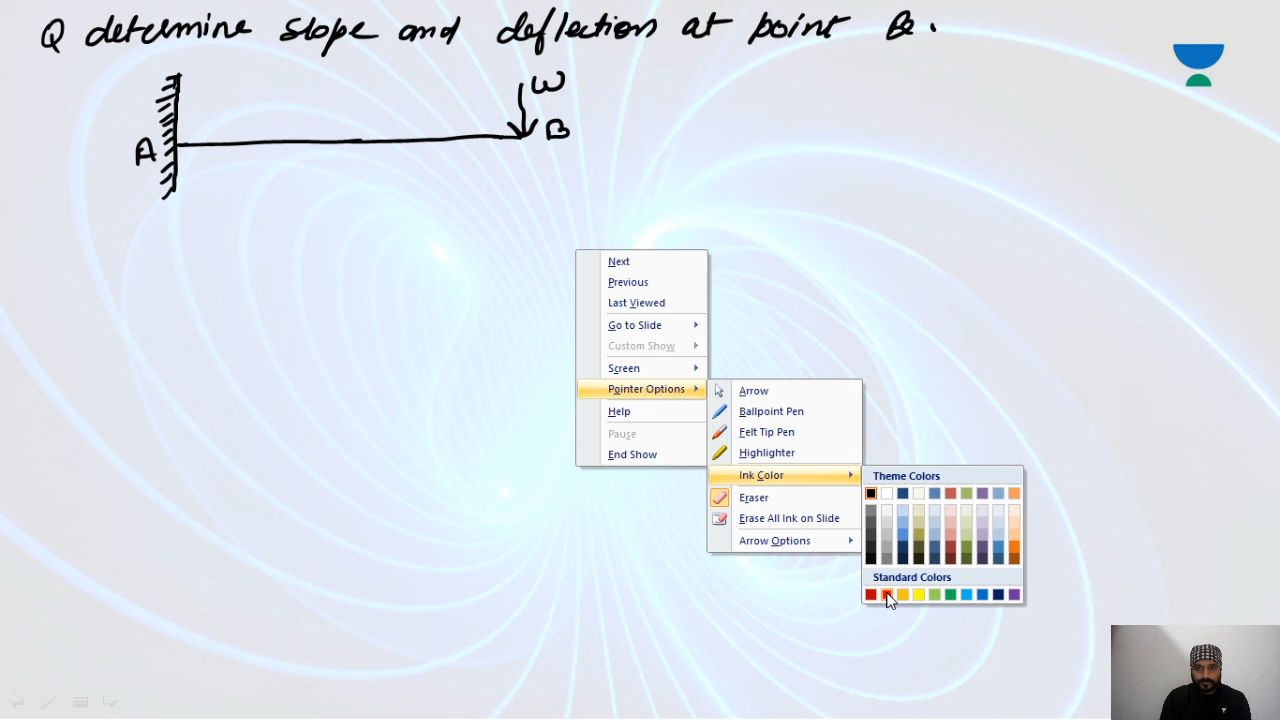 Q determine slope and deflection at point B.
W
B
A
Next
Previous
Last Viewed
Go to Slide
Custom Show
Screen
Pointer Options
Help
Pause
End Show
Arrow
Ballpoint Pen
Felt Tip Pen
Highlighter
Ink Color
Eraser
Erase All Ink on Slide
Arrow Options
Theme Colors
Standard Colors